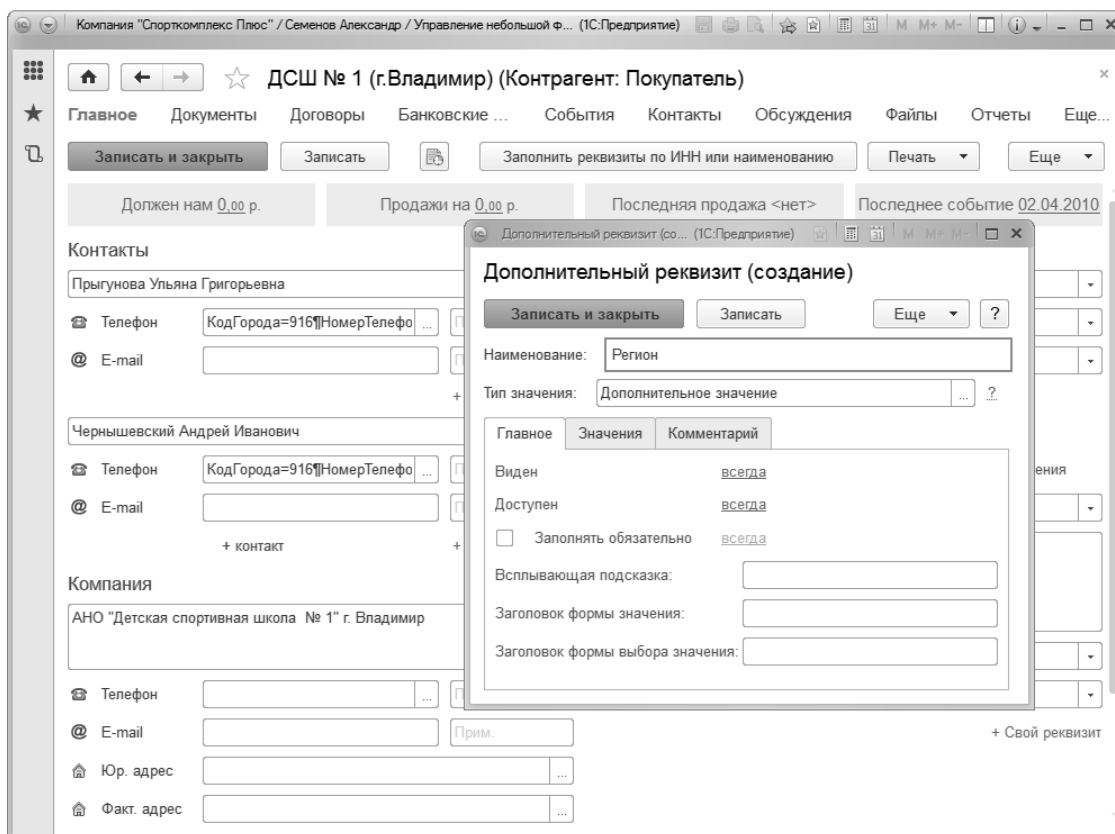 Компания "Спорткомплекс Плюс" / Семенов Александр / Управление небольшой ф... (1С:Предприятие) M M+ M-
ДСШ № 1 (г.Владимир) (Контрагент: Покупатель)
Главное Документы Договоры Банковские ... События Контакты Обсуждения Файлы Отчеты Еще...
Записать и закрыть Записать Заполнить реквизиты по ИНН или наименованию Печать Еще
Должен нам 0,00 р. Продажи на 0,00 р. Последняя продажа <нет> Последнее событие 02.04.2010
Контакты
Прыгунова Ульяна Григорьевна
Телефон КодГорода=916¶НомерТелефо ...
@ E-mail
+
Чернышевский Андрей Иванович
Телефон КодГорода=916¶НомерТелефо ...
@ E-mail
+ контакт +
Компания
АНО "Детская спортивная школа № 1" г. Владимир
Телефон ...
@ E-mail Прим.
+ Свой реквизит
Юр. адрес ...
Факт. адрес ...
Дополнительный реквизит (со... (1С:Предприятие) M M+ M-
Дополнительный реквизит (создание)
Записать и закрыть Записать Еще ?
Наименование: Регион
Тип значения: Дополнительное значение ... ?
Главное Значения Комментарий
Виден всегда
Доступен всегда
Заполнять обязательно всегда
Всплывающая подсказка:
Заголовок формы значения:
Заголовок формы выбора значения: